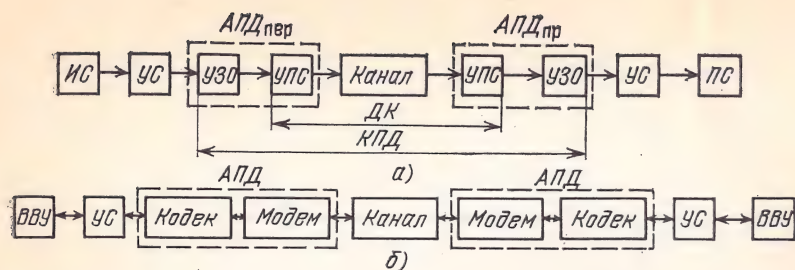 АПДпер АПДпр
ИС УС УЗО УПС Канал УПС УЗО УС ПС
ДК
КПД
а)
АПД АПД
ВВУ УС Кодек Модем Канал Модем Кодек УС ВВУ
б)